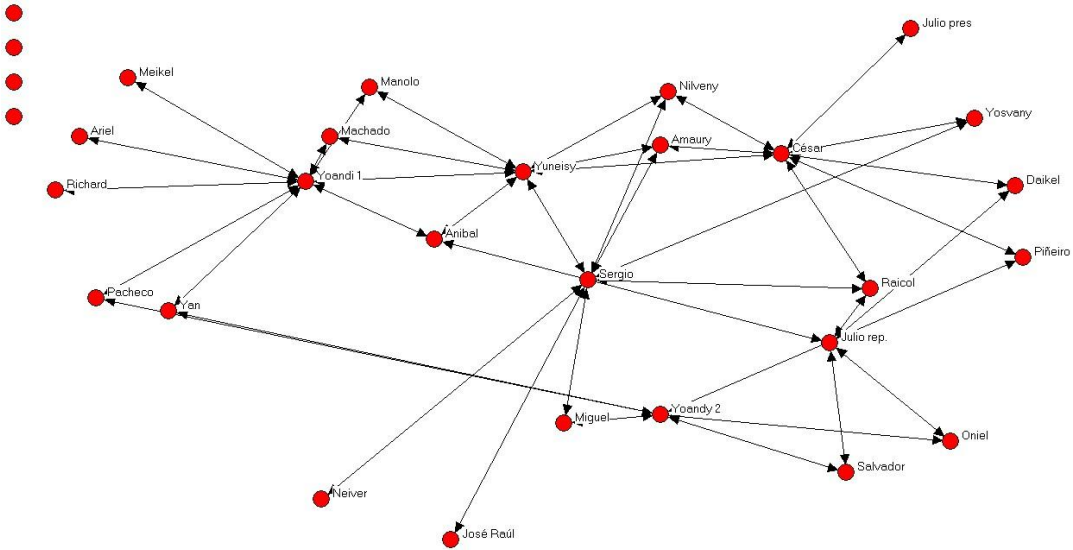 Julio pres
Meikel
Manolo
Nilveny
Yosvany
Ariel
Machado
Amaury
César
Yuneisy
Yoandi 1
Richard
Daikel
Anibal
Piñeiro
Sergio
Raicol
Pacheco
Yan
Julio rep.
Yoandy 2
Miguel
Oniel
Salvador
Neiver
José Raúl